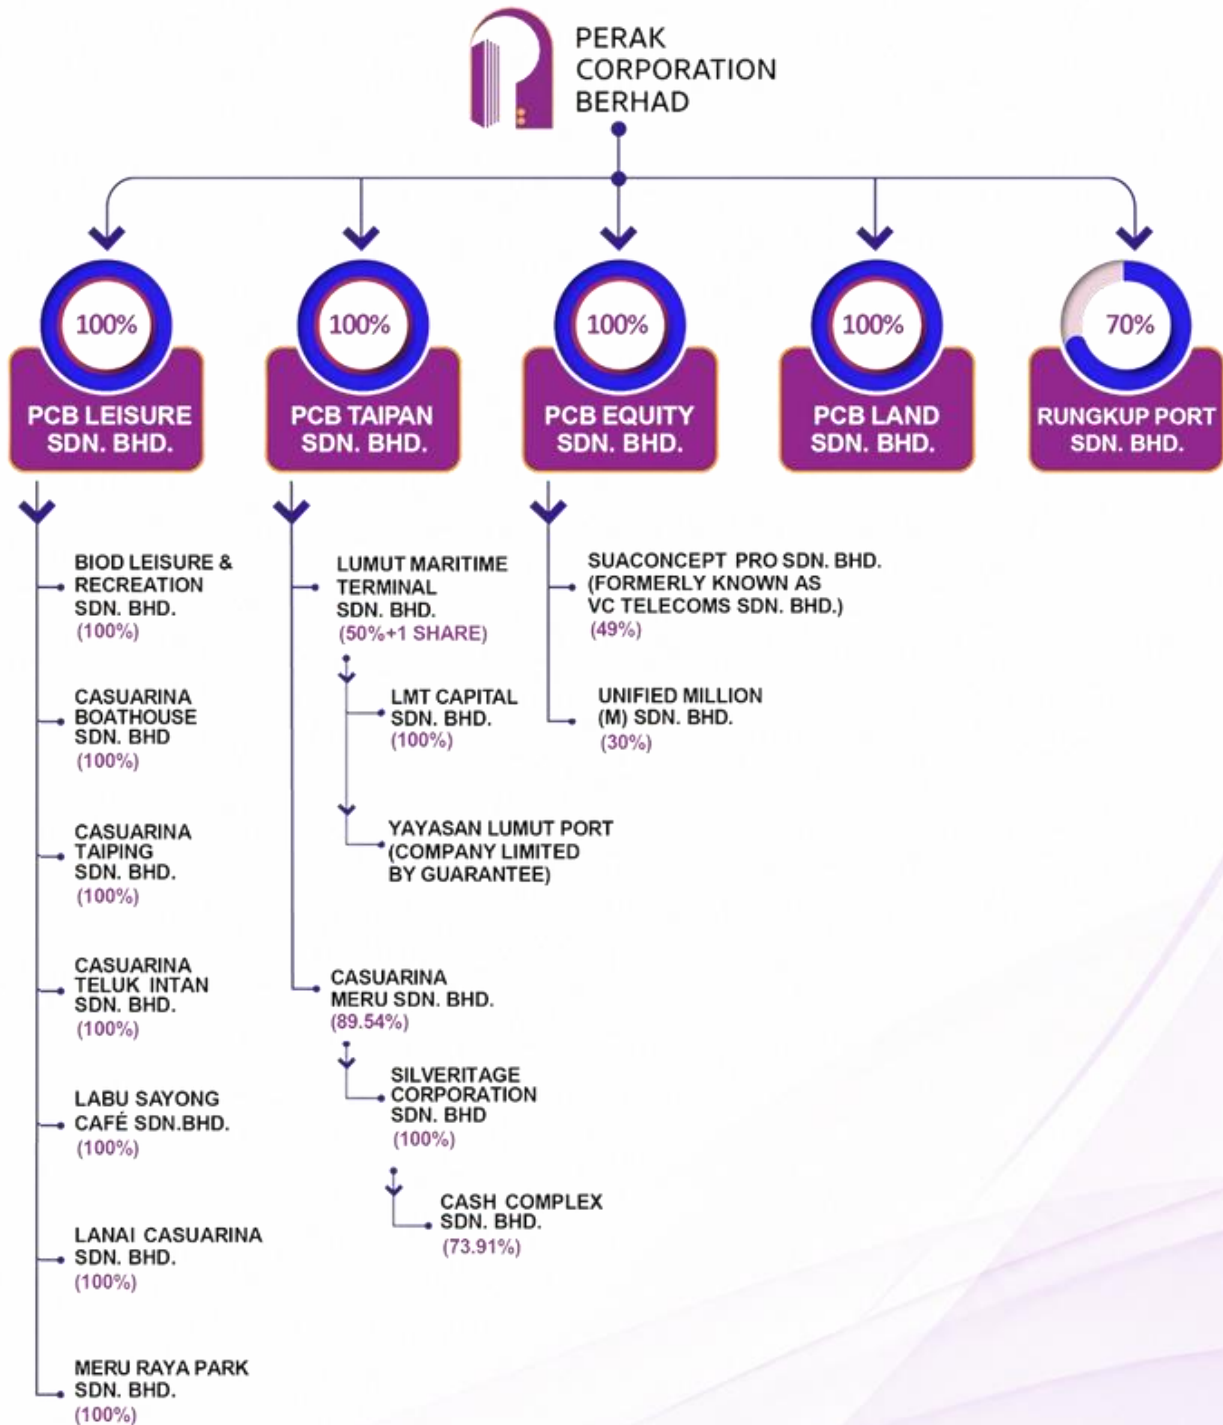 PERAK
CORPORATION
BERHAD
100%
PCB LEISURE
SDN. BHD.
100%
PCB TAIPAN
SDN. BHD.
100%
PCB EQUITY
SDN. BHD.
100%
PCB LAND
SDN. BHD.
70%
RUNGKUP PORT
SDN. BHD.
BIOD LEISURE &
RECREATION
SDN. BHD.
(100%)
CASUARINA
BOATHOUSE
SDN. BHD
(100%)
CASUARINA
TAIPING
SDN. BHD.
(100%)
CASUARINA
TELUK INTAN
SDN. BHD.
(100%)
LABU SAYONG
CAFÉ SDN.BHD.
(100%)
LANAI CASUARINA
SDN. BHD.
(100%)
MERU RAYA PARK
SDN. BHD.
(100%)
LUMUT MARITIME
TERMINAL
SDN. BHD.
(50%+1 SHARE)
LMT CAPITAL
SDN. BHD.
(100%)
YAYASAN LUMUT PORT
(COMPANY LIMITED
BY GUARANTEE)
CASUARINA
MERU SDN. BHD.
(89.54%)
SILVERITAGE
CORPORATION
SDN. BHD
(100%)
CASH COMPLEX
SDN. BHD.
(73.91%)
SUACONCEPT PRO SDN. BHD.
(FORMERLY KNOWN AS
VC TELECOMS SDN. BHD.)
(49%)
UNIFIED MILLION
(M) SDN. BHD.
(30%)